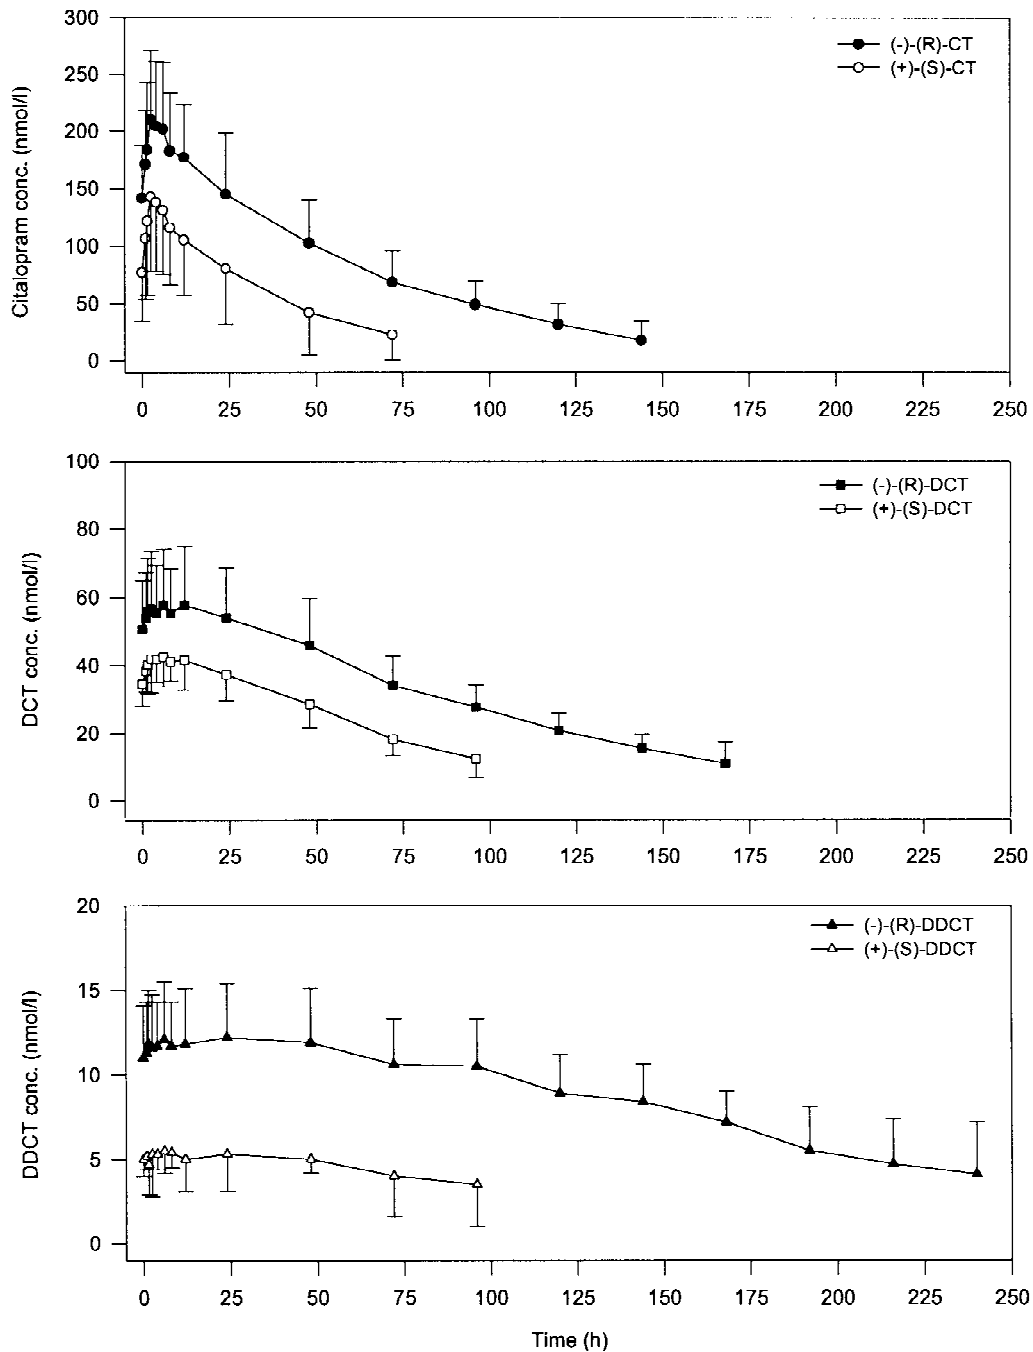 Citalopram conc. (nmol/l)
300
250
200
150
100
50
0
(-)-(R)-CT
(+)-(S)-CT
0 25 50 75 100 125 150 175 200 225 250
DCT conc. (nmol/l)
100
80
60
40
20
0
(-)-(R)-DCT
(+)-(S)-DCT
0 25 50 75 100 125 150 175 200 225 250
DDCT conc. (nmol/l)
20
15
10
5
0
(-)-(R)-DDCT
(+)-(S)-DDCT
0 25 50 75 100 125 150 175 200 225 250
Time (h)